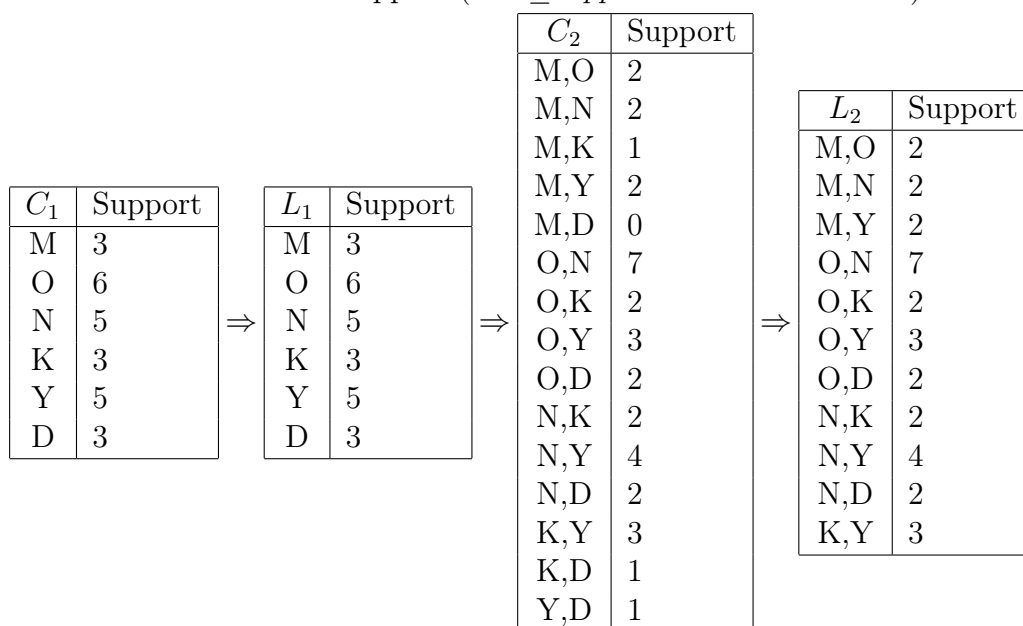 C₁ Support
M 3
O 6
N 5
K 3
Y 5
D 3
⇒
L₁ Support
M 3
O 6
N 5
K 3
Y 5
D 3
⇒
C₂ Support
M,O 2
M,N 2
M,K 1
M,Y 2
M,D 0
O,N 7
O,K 2
O,Y 3
O,D 2
N,K 2
N,Y 4
N,D 2
K,Y 3
K,D 1
Y,D 1
⇒
L₂ Support
M,O 2
M,N 2
M,Y 2
O,N 7
O,K 2
O,Y 3
O,D 2
N,K 2
N,Y 4
N,D 2
K,Y 3